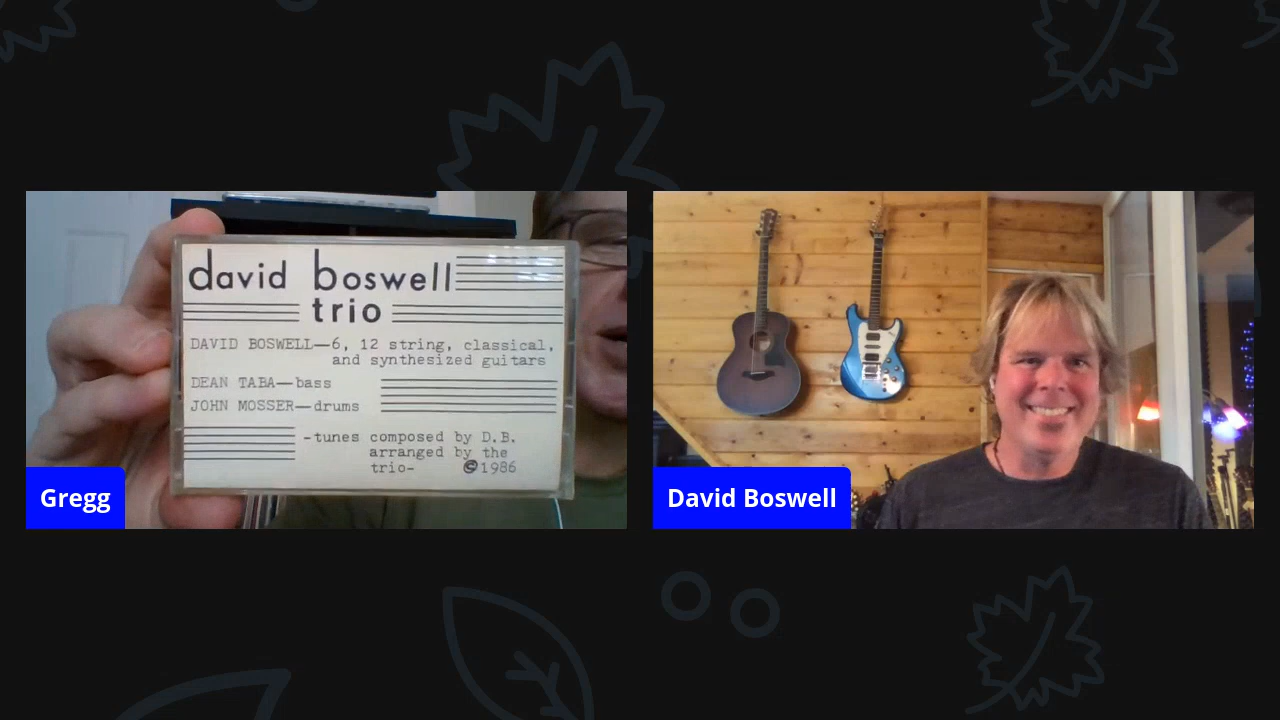 david boswell
trio
DAVID BOSWELL—6, 12 string, classical,
and synthesized guitars
DEAN TABA—bass
JOHN MOSSER—drums
-tunes composed by D.B.
arranged by the
trio- ©1986
Gregg
David Boswell